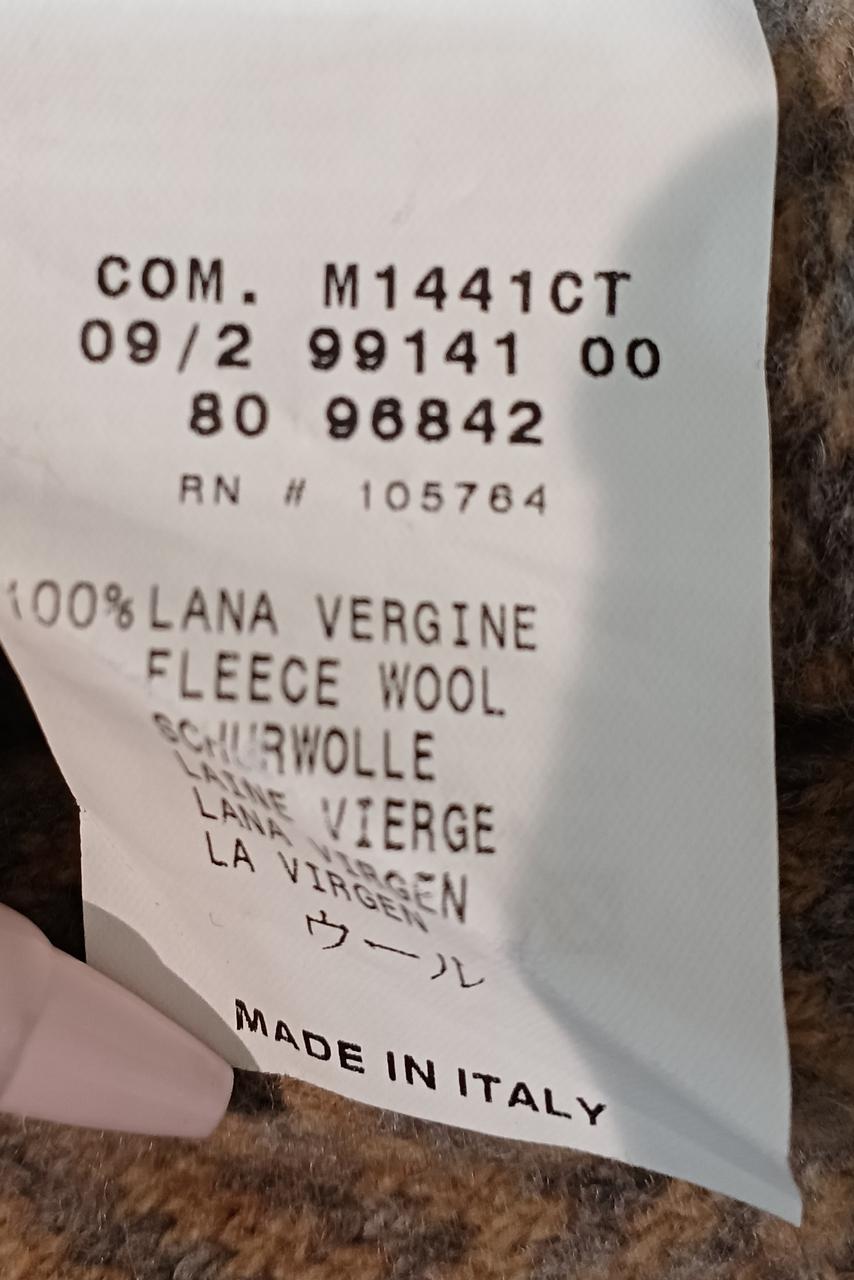 COM. M1441CT
09/2 99141 00
80 96842
RN # 105764
100% LANA VERGINE
FLEECE WOOL
SCHURWOLLE
LAINE VIERGE
LANA VIRGEN
LA VIRGEN
ウール
MADE IN ITALY